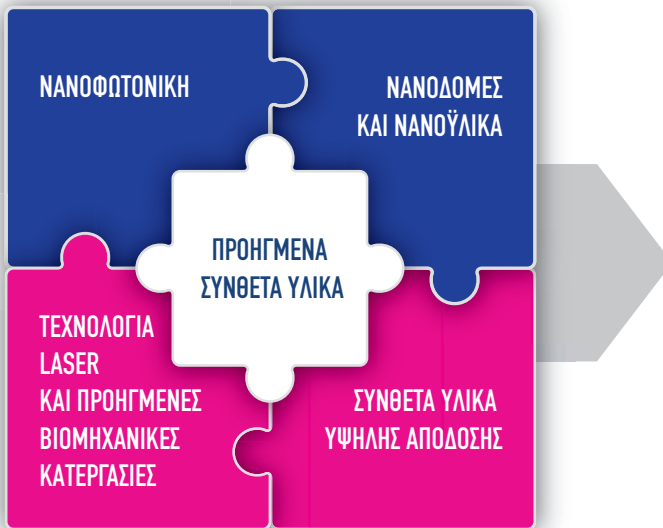 ΝΑΝΟΦΩΤΟΝΙΚΗ
ΝΑΝΟΔΟΜΕΣ
ΚΑΙ ΝΑΝΟΫΛΙΚΑ
ΠΡΟΗΓΜΕΝΑ
ΣΥΝΘΕΤΑ ΥΛΙΚΑ
ΤΕΧΝΟΛΟΓΙΑ
LASER
ΚΑΙ ΠΡΟΗΓΜΕΝΕΣ
ΒΙΟΜΗΧΑΝΙΚΕΣ
ΚΑΤΕΡΓΑΣΙΕΣ
ΣΥΝΘΕΤΑ ΥΛΙΚΑ
ΥΨΗΛΗΣ ΑΠΟΔΟΣΗΣ